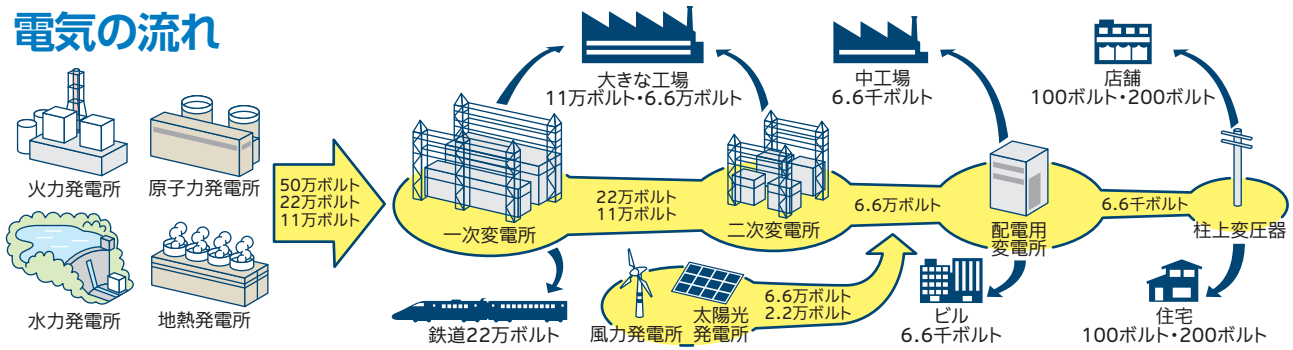 電気の流れ
火力発電所
原子力発電所
水力発電所
地熱発電所
50万ボルト
22万ボルト
11万ボルト
一次変電所
大きな工場
11万ボルト・6.6万ボルト
鉄道22万ボルト
22万ボルト
11万ボルト
二次変電所
風力発電所
太陽光
発電所
6.6万ボルト
2.2万ボルト
6.6万ボルト
中工場
6.6千ボルト
配電用
変電所
ビル
6.6千ボルト
6.6千ボルト
店舗
100ボルト・200ボルト
柱上変圧器
住宅
100ボルト・200ボルト